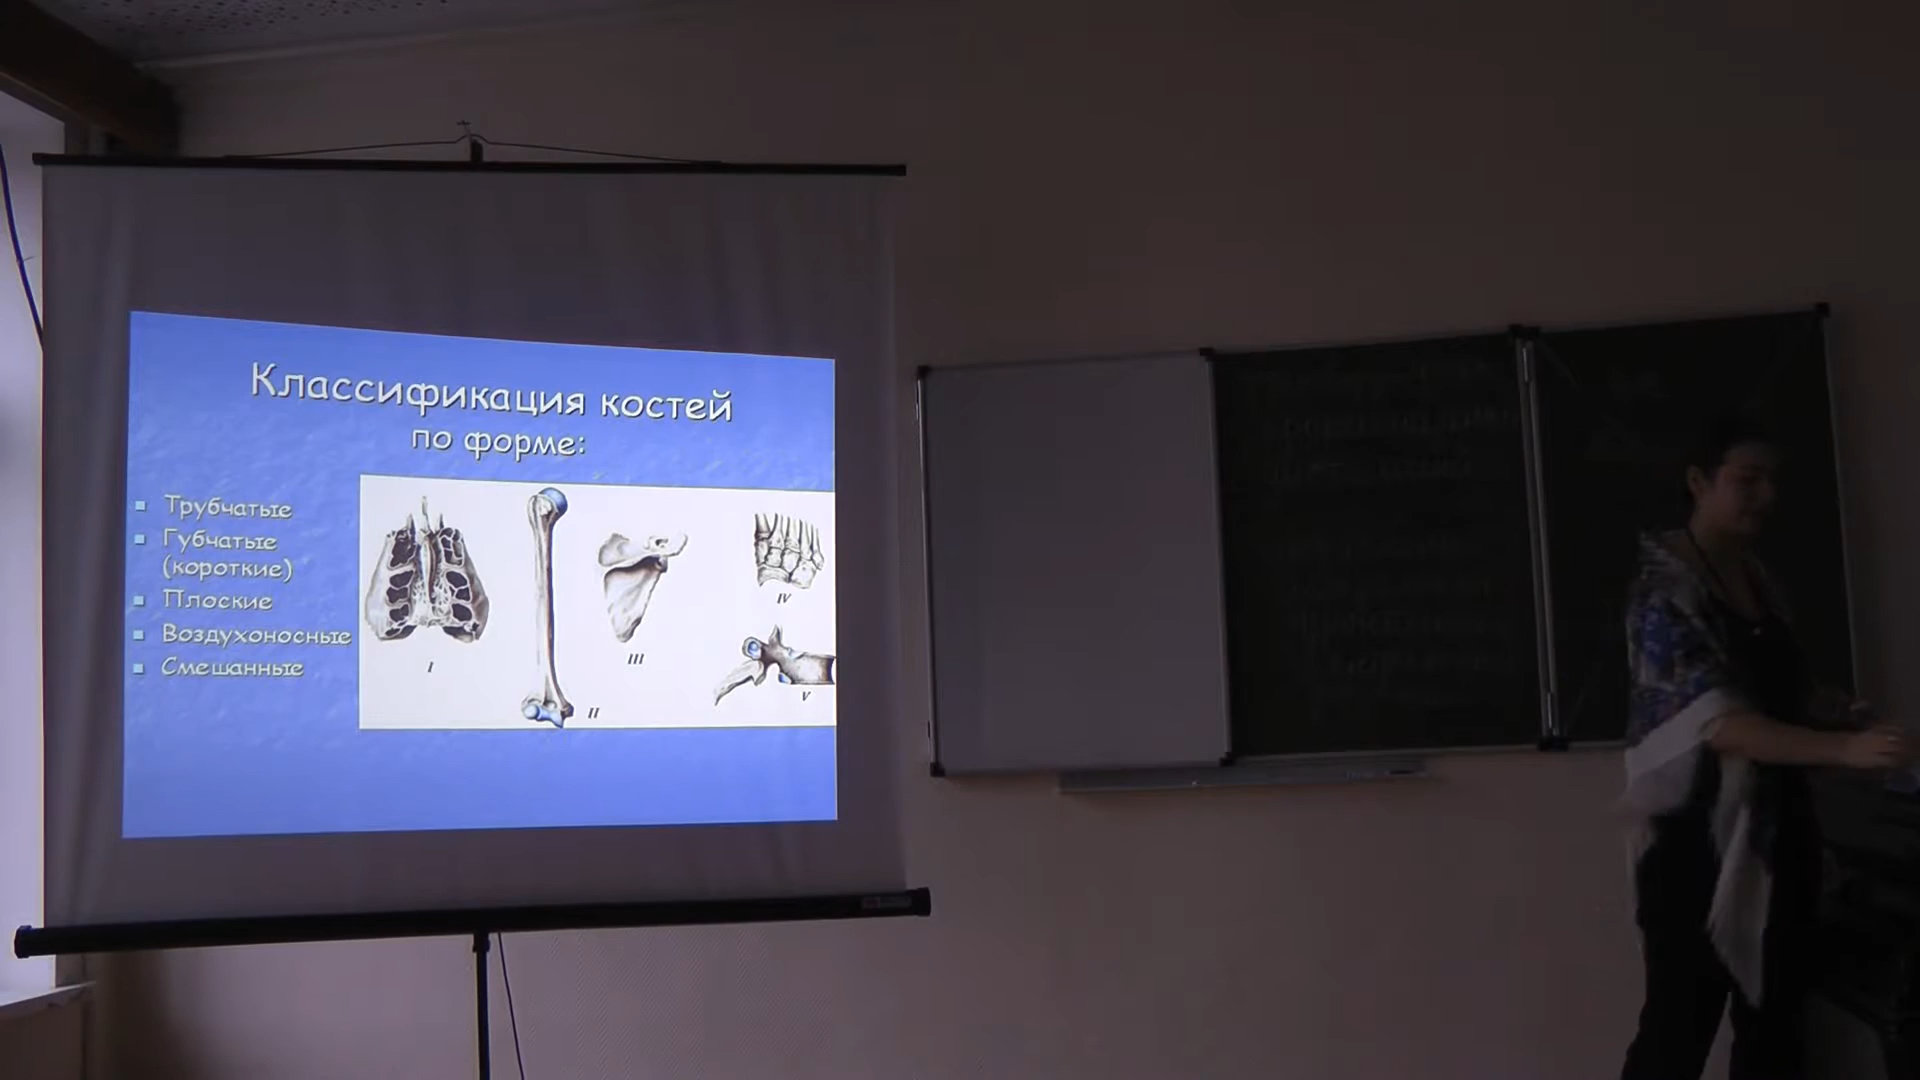 Классификация костей
по форме:
Трубчатые
Губчатые
(короткие)
Плоские
Воздухоносные
Смешанные
I
II
III
IV
V